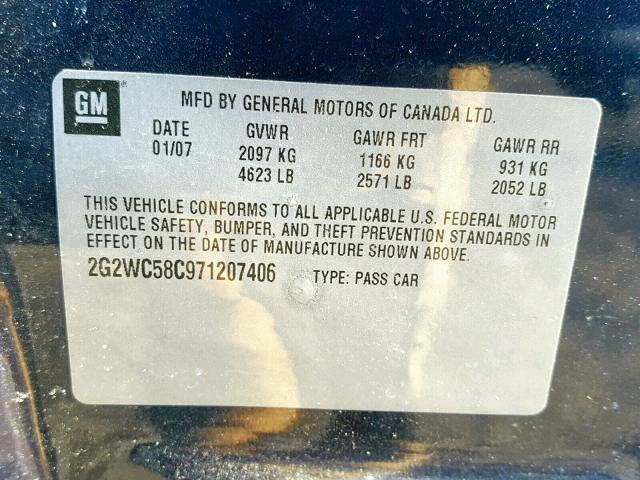 GM
MFD BY GENERAL MOTORS OF CANADA LTD.
DATE GVWR GAWR FRT GAWR RR
01/07 2097 KG 1166 KG 931 KG
4623 LB 2571 LB 2052 LB
THIS VEHICLE CONFORMS TO ALL APPLICABLE U.S. FEDERAL MOTOR
VEHICLE SAFETY, BUMPER, AND THEFT PREVENTION STANDARDS IN
EFFECT ON THE DATE OF MANUFACTURE SHOWN ABOVE.
2G2WC58C971207406 TYPE: PASS CAR